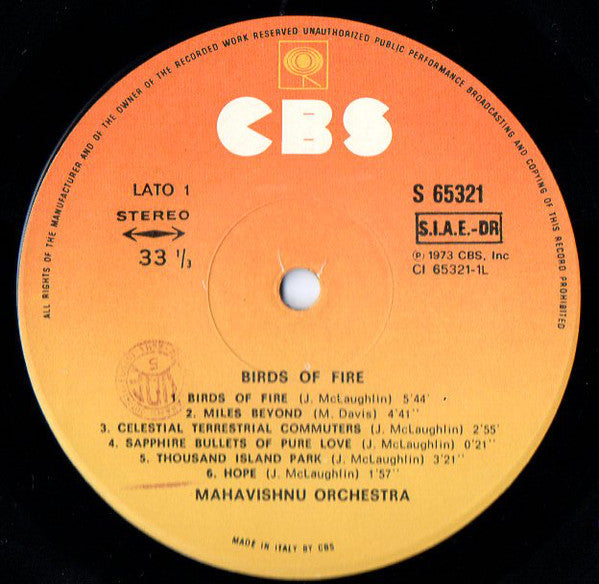 ALL RIGHTS OF THE MANUFACTURER AND OF THE OWNER OF THE RECORDED WORK RESERVED UNAUTHORIZED PUBLIC PERFORMANCE BROADCASTING AND COPYING OF THIS RECORD PROHIBITED
CBS
LATO 1
STEREO
33 1/3
S 65321
S.I.A.E.-DR
℗ 1973 CBS, Inc
CI 65321-1L
BIRDS OF FIRE
1. BIRDS OF FIRE (J. McLaughlin) 5'44'
2. MILES BEYOND (M. Davis) 4'41''
3. CELESTIAL TERRESTRIAL COMMUTERS (J. McLaughlin) 2'55'
4. SAPPHIRE BULLETS OF PURE LOVE (J. McLaughlin) 0'21''
5. THOUSAND ISLAND PARK (J. McLaughlin) 3'21''
6. HOPE (J. McLaughlin) 1'57''
MAHAVISHNU ORCHESTRA
MADE IN ITALY BY CBS